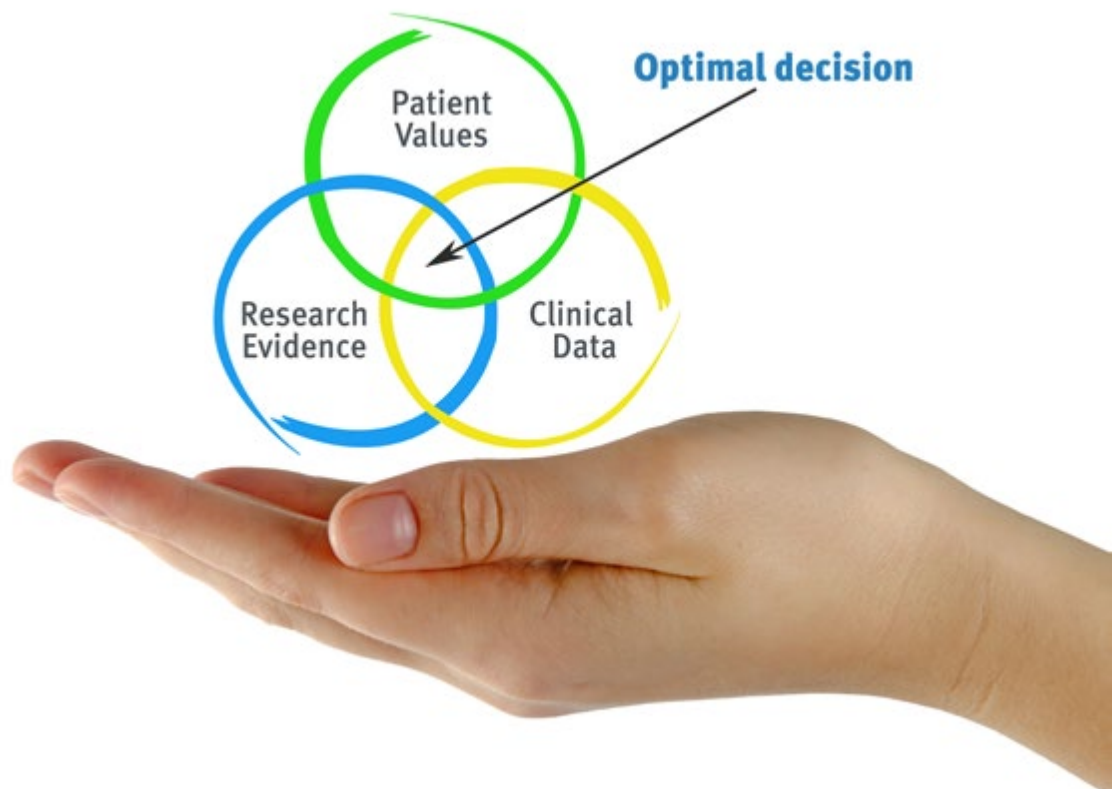 Optimal decision
Patient
Values
Research
Evidence
Clinical
Data